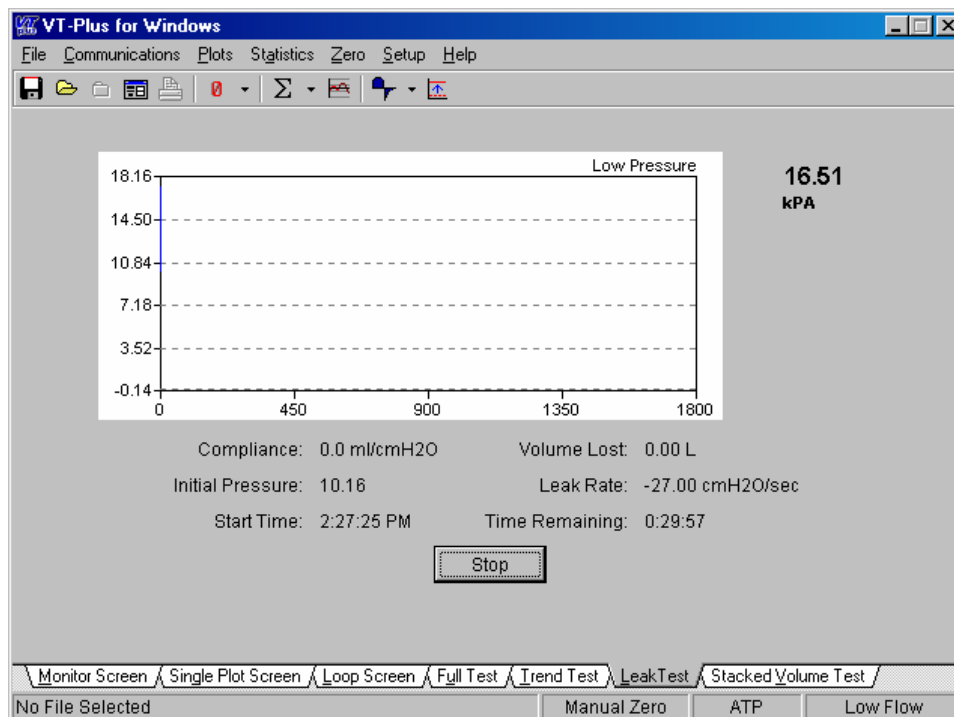 VT-Plus for Windows
File Communications Plots Statistics Zero Setup Help
Low Pressure
18.16
14.50
10.84
7.18
3.52
-0.14
0 450 900 1350 1800
16.51
kPA
Compliance: 0.0 ml/cmH2O Volume Lost: 0.00 L
Initial Pressure: 10.16 Leak Rate: -27.00 cmH2O/sec
Start Time: 2:27:25 PM Time Remaining: 0:29:57
Stop
Monitor Screen Single Plot Screen Loop Screen Full Test Trend Test LeakTest Stacked Volume Test
No File Selected Manual Zero ATP Low Flow